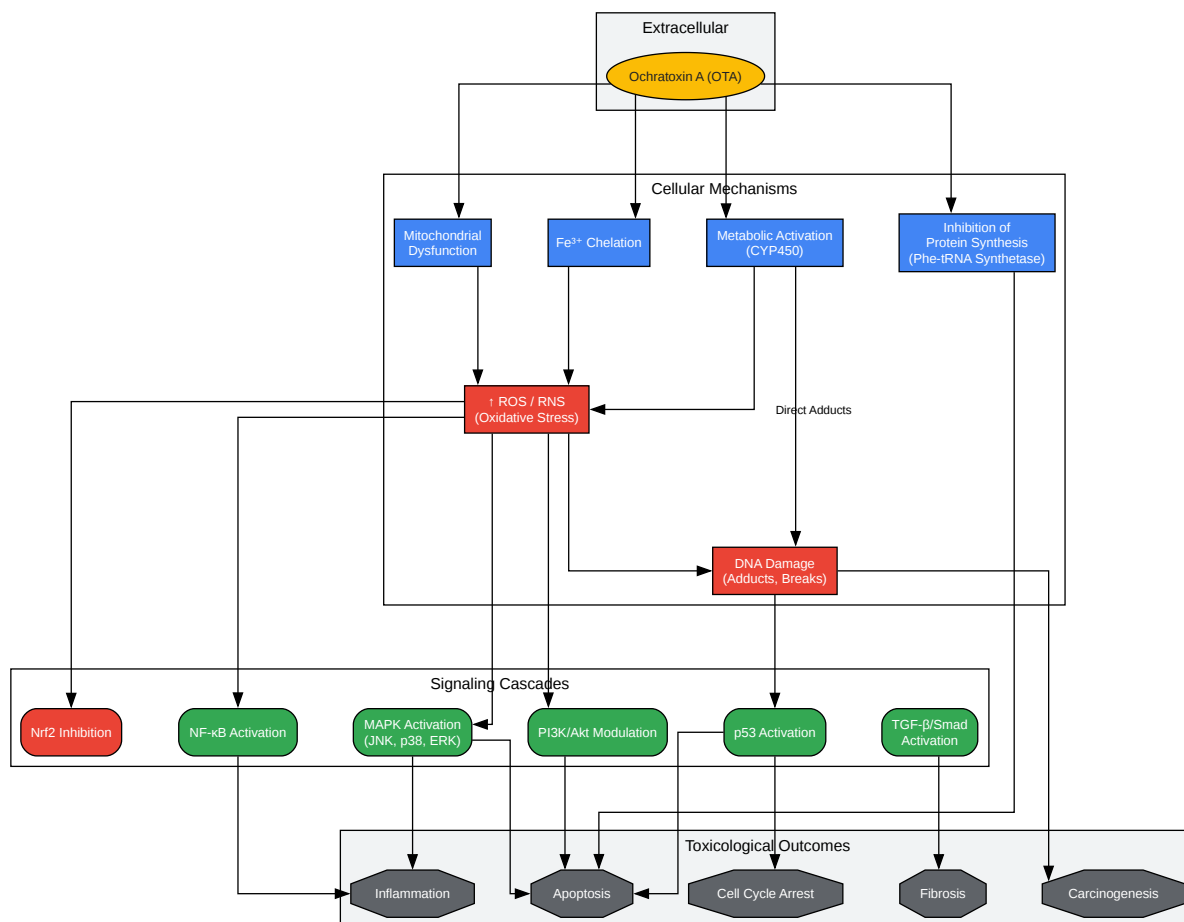 Extracellular
Ochratoxin A (OTA)
Cellular Mechanisms
Mitochondrial
Dysfunction
Fe³⁺ Chelation
Metabolic Activation
(CYP450)
Inhibition of
Protein Synthesis
(Phe-tRNA Synthetase)
↑ ROS / RNS
(Oxidative Stress)
Direct Adducts
DNA Damage
(Adducts, Breaks)
Signaling Cascades
Nrf2 Inhibition
NF-κB Activation
MAPK Activation
(JNK, p38, ERK)
PI3K/Akt Modulation
p53 Activation
TGF-β/Smad
Activation
Toxicological Outcomes
Inflammation
Apoptosis
Cell Cycle Arrest
Fibrosis
Carcinogenesis